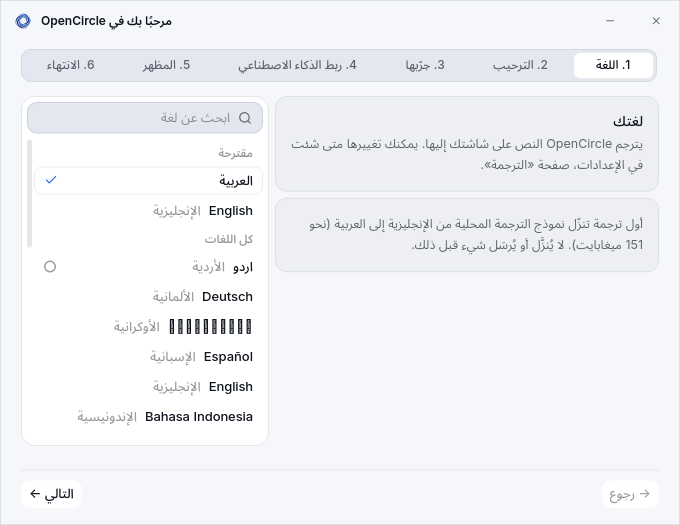 مرحبًا بك في OpenCircle
1. اللغة
2. الترحيب
3. جرّبها
4. ربط الذكاء الاصطناعي
5. المظهر
6. الانتهاء
لغتك
يترجم OpenCircle النص على شاشتك إليها. يمكنك تغييرها متى شئت
في الإعدادات، صفحة «الترجمة».
أول ترجمة تنزّل نموذج الترجمة المحلية من الإنجليزية إلى العربية (نحو
151 ميغابايت). لا يُنزَّل أو يُرسَل شيء قبل ذلك.
ابحث عن لغة
مقترحة
العربية
English الإنجليزية
كل اللغات
اردو الأردية
Deutsch الألمانية
الأوكرانية
Español الإسبانية
English الإنجليزية
Bahasa Indonesia الإندونيسية
رجوع
التالي